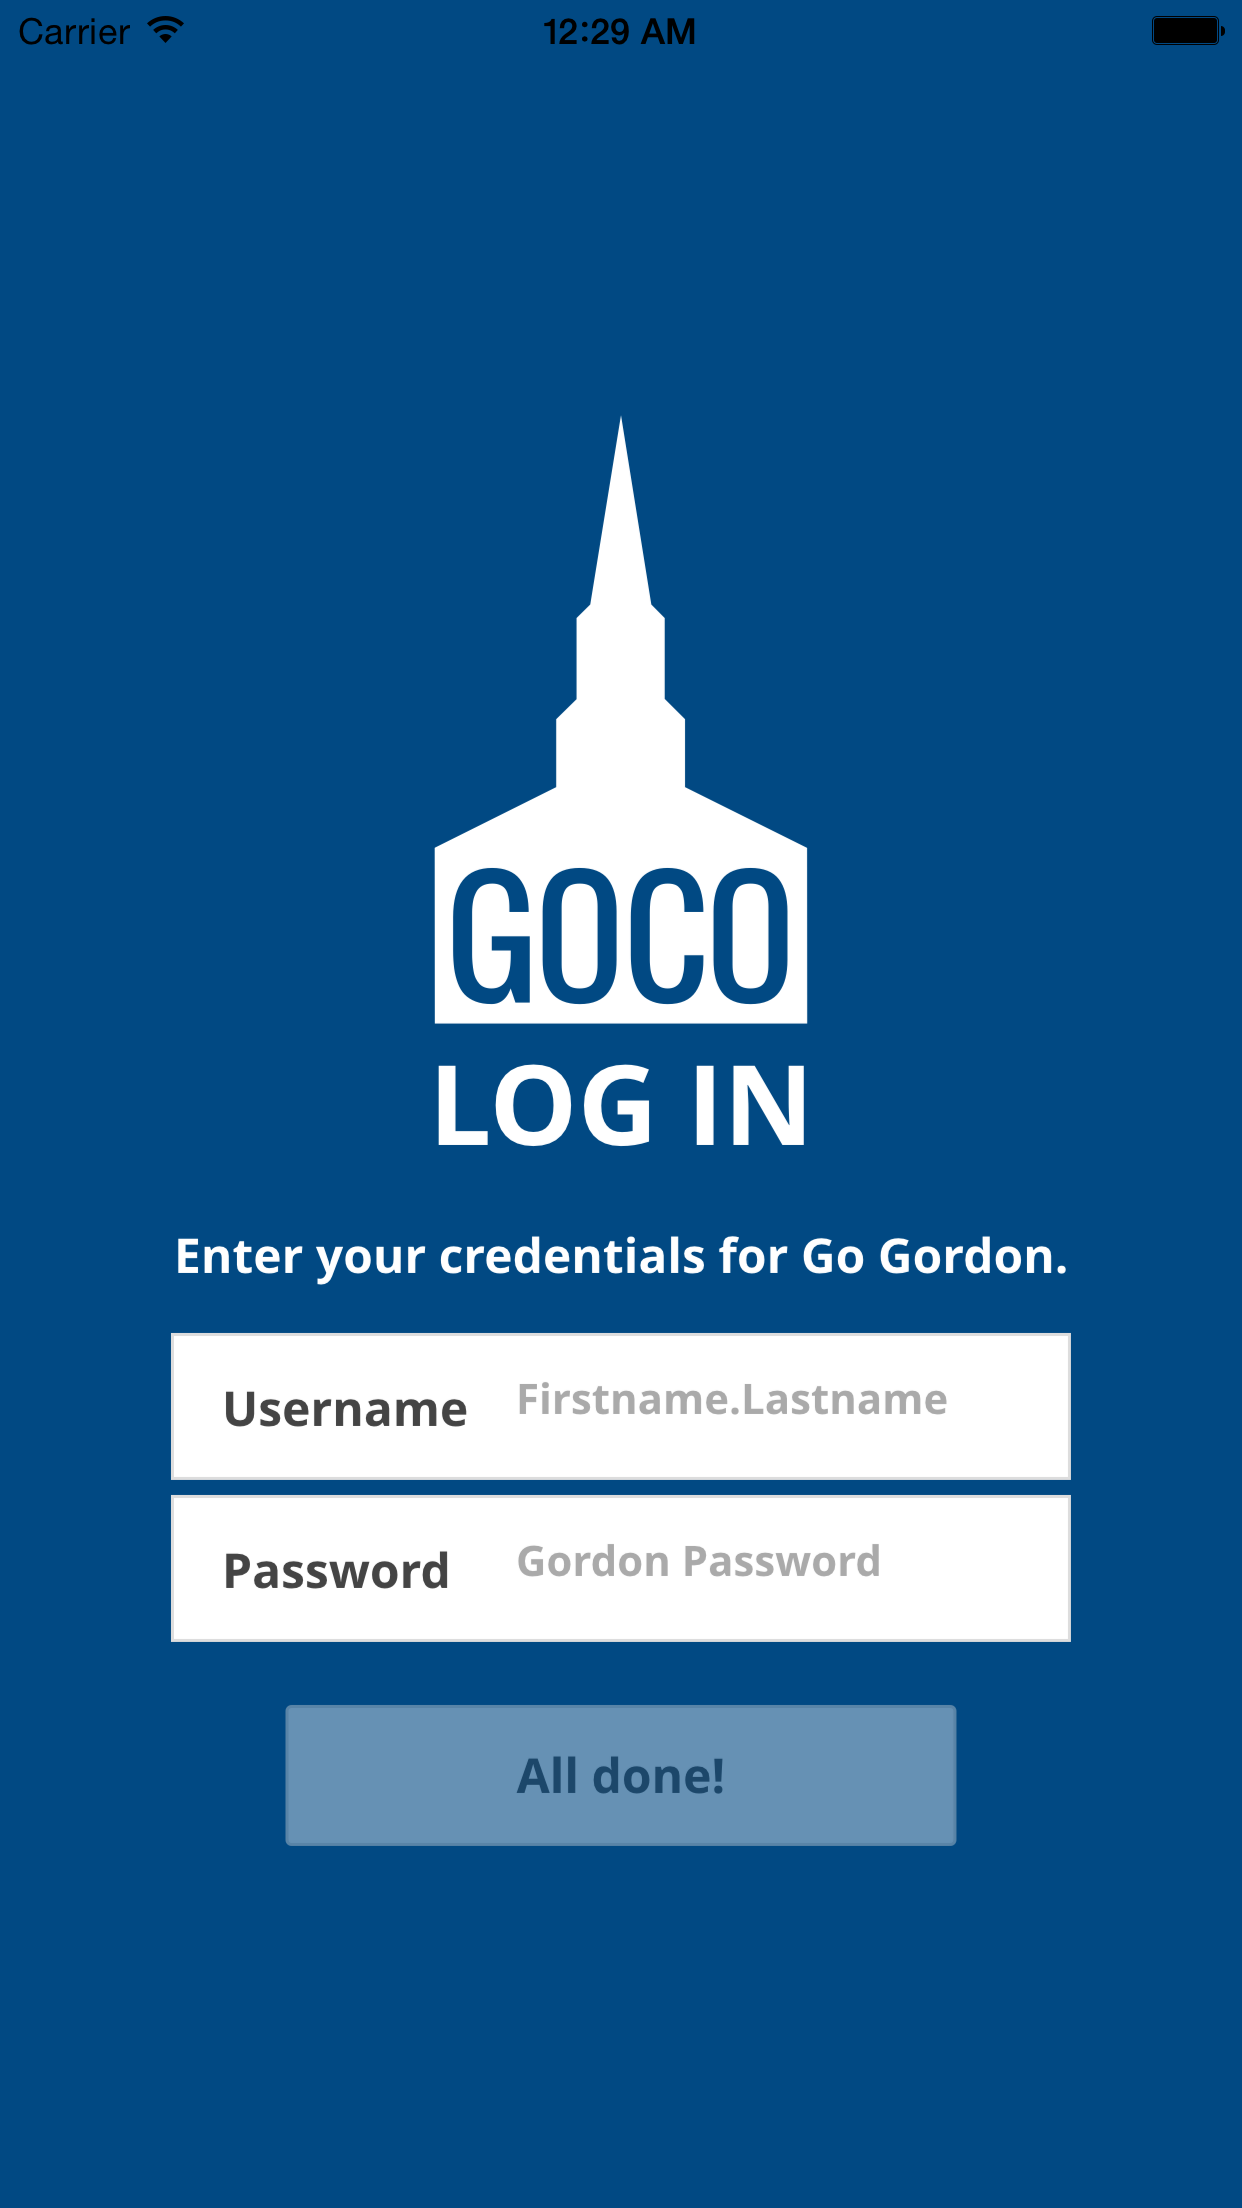 Carrier 12:29 AM
GOCO
LOG IN
Enter your credentials for Go Gordon.
Username Firstname.Lastname
Password Gordon Password
All done!